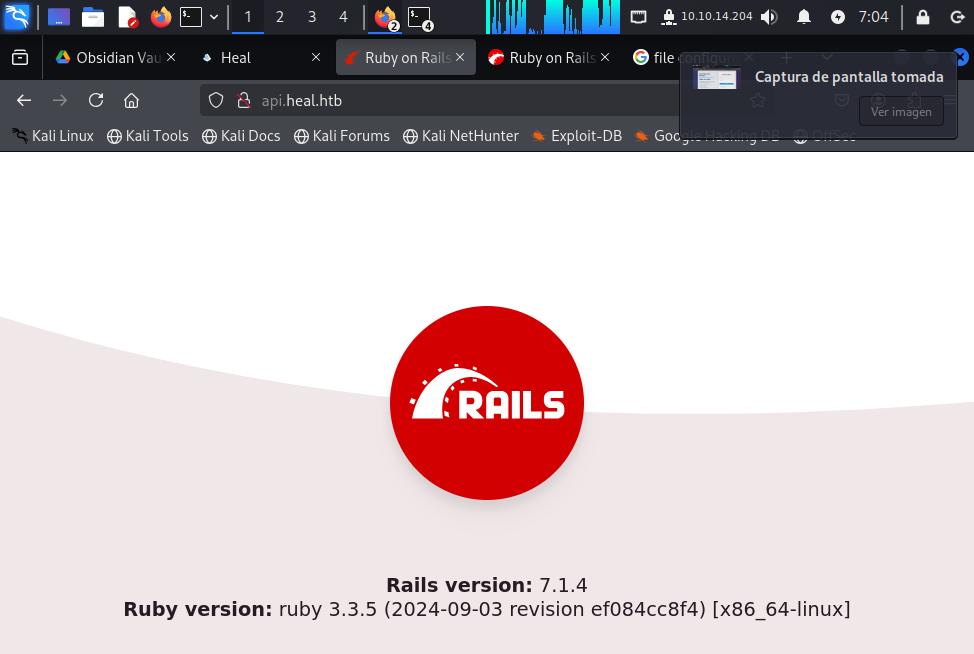 1 2 3 4 2 4 10.10.14.204 7:04
Obsidian Vau Heal Ruby on Rails Ruby on Rails file configur
Captura de pantalla tomada
api.heal.htb
Ver imagen
Kali Linux Kali Tools Kali Docs Kali Forums Kali NetHunter Exploit-DB Google Hacking DB OffSec
RAILS
Rails version: 7.1.4
Ruby version: ruby 3.3.5 (2024-09-03 revision ef084cc8f4) [x86_64-linux]